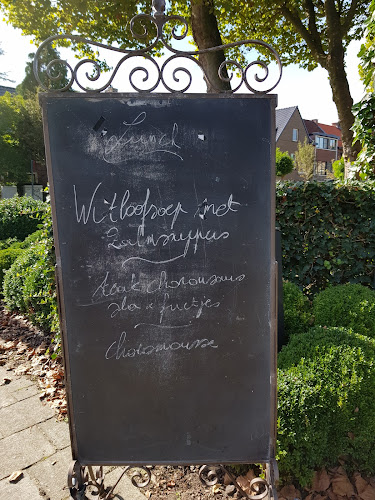 Lunch
Witloofsoep met
Zalmsnippers
steak choronsaus
sla & frietjes
chocomousse